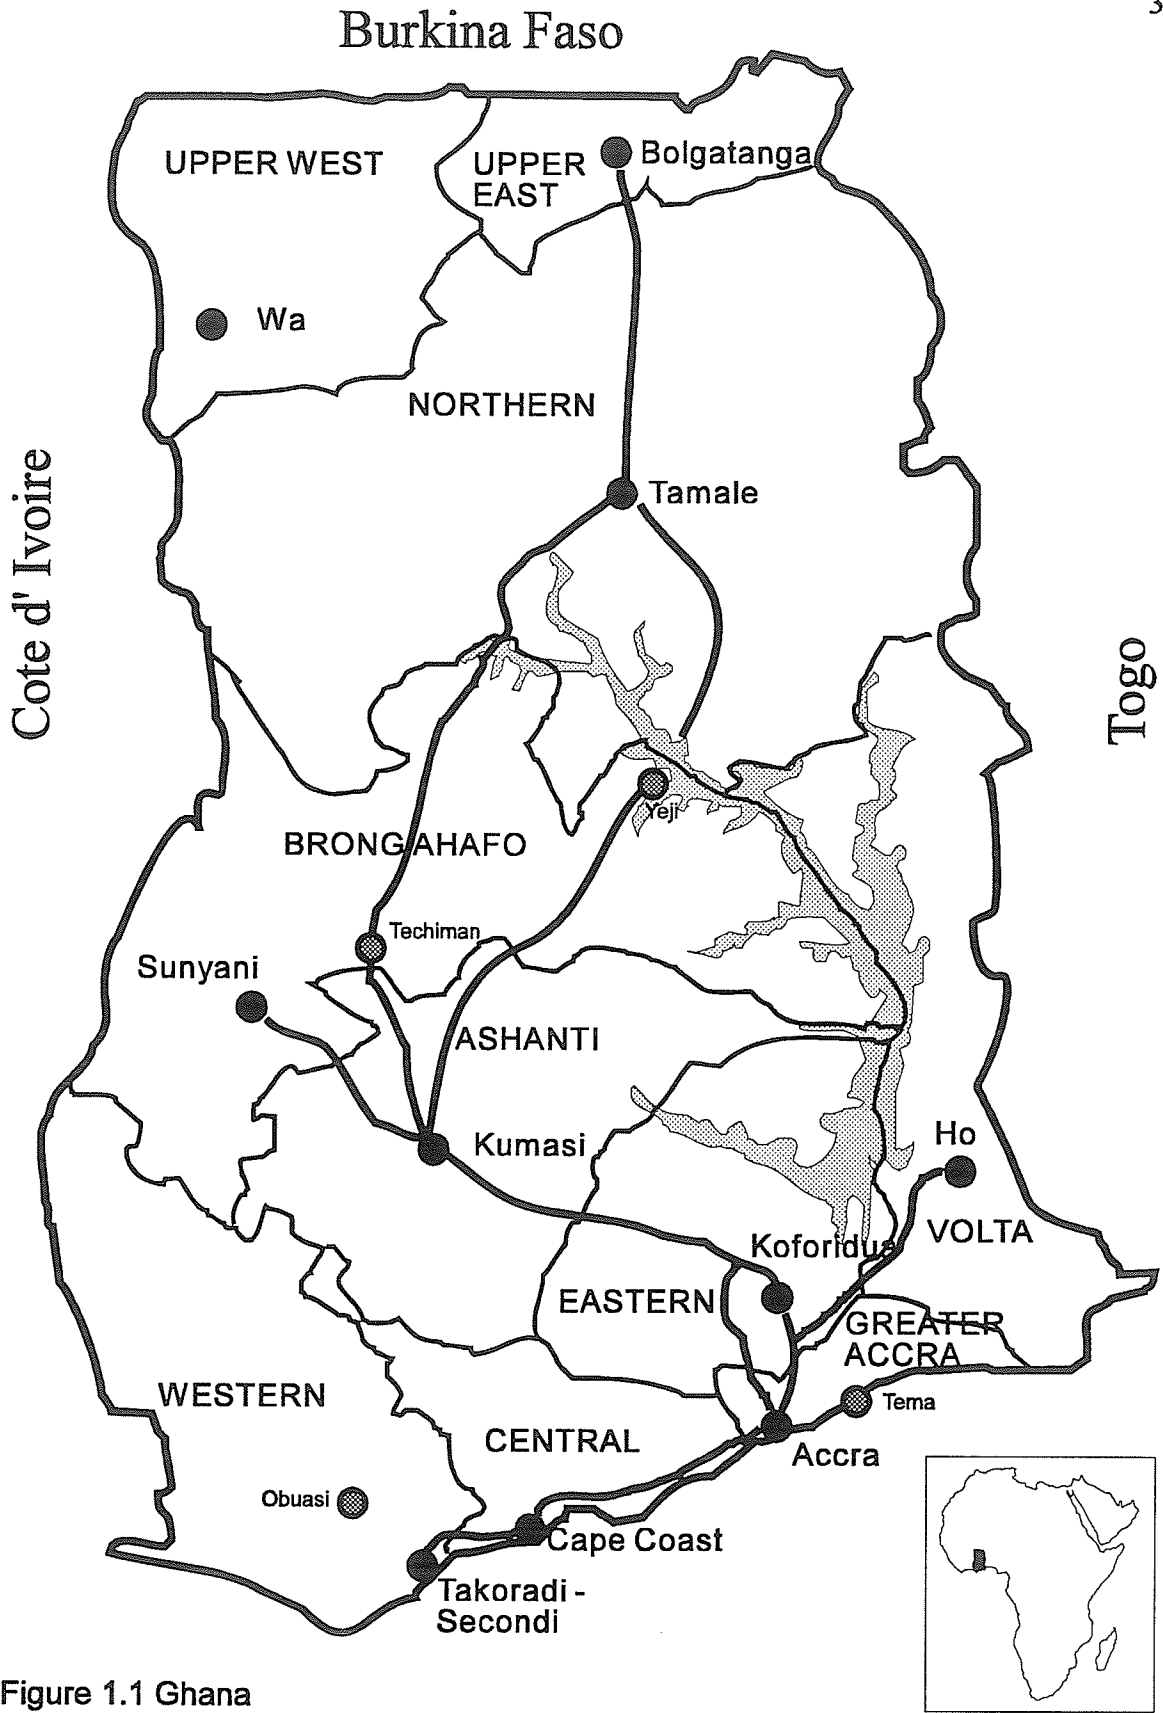 3
Burkina Faso
UPPER WEST
UPPER
EAST
Bolgatanga
Wa
NORTHERN
Cote d' Ivoire
Tamale
Togo
Yeji
BRONG AHAFO
Techiman
Sunyani
ASHANTI
Kumasi
Ho
VOLTA
Koforidua
EASTERN
GREATER
ACCRA
WESTERN
Tema
CENTRAL
Accra
Obuasi
Cape Coast
Takoradi -
Secondi
Figure 1.1 Ghana